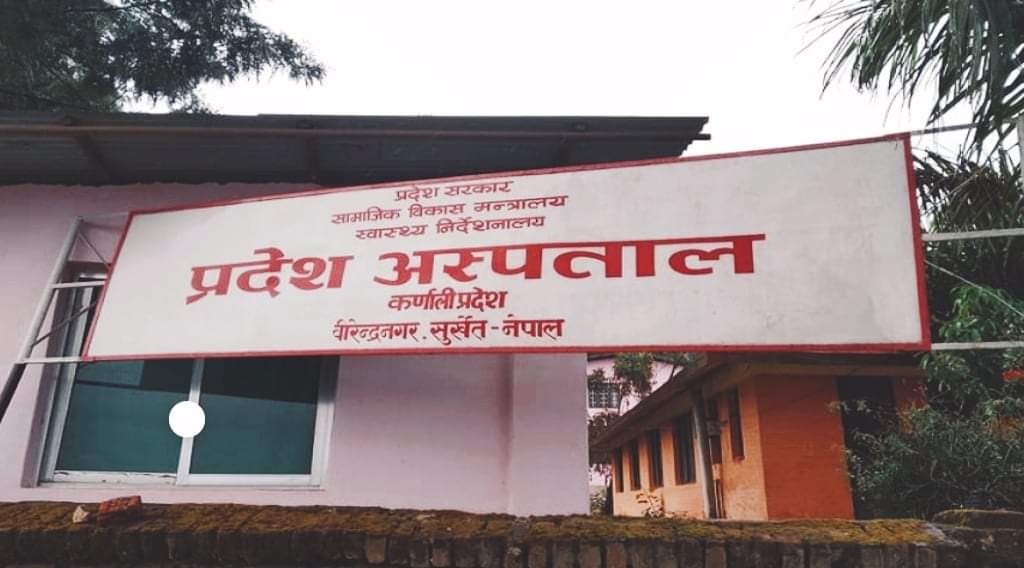 प्रदेश सरकार
सामाजिक विकास मन्त्रालय
स्वास्थ्य निर्देशनालय
प्रदेश अस्पताल
कर्णाली प्रदेश
वीरेन्द्रनगर, सुर्खेत - नेपाल